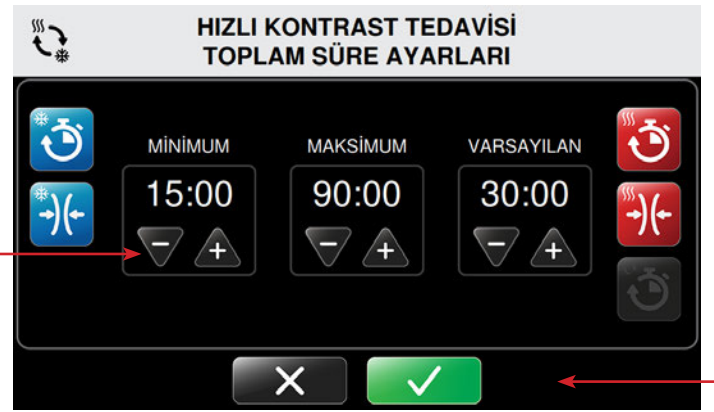 HIZLI KONTRAST TEDAVİSİ
TOPLAM SÜRE AYARLARI
MİNİMUM MAKSİMUM VARSAYILAN
15:00 90:00 30:00